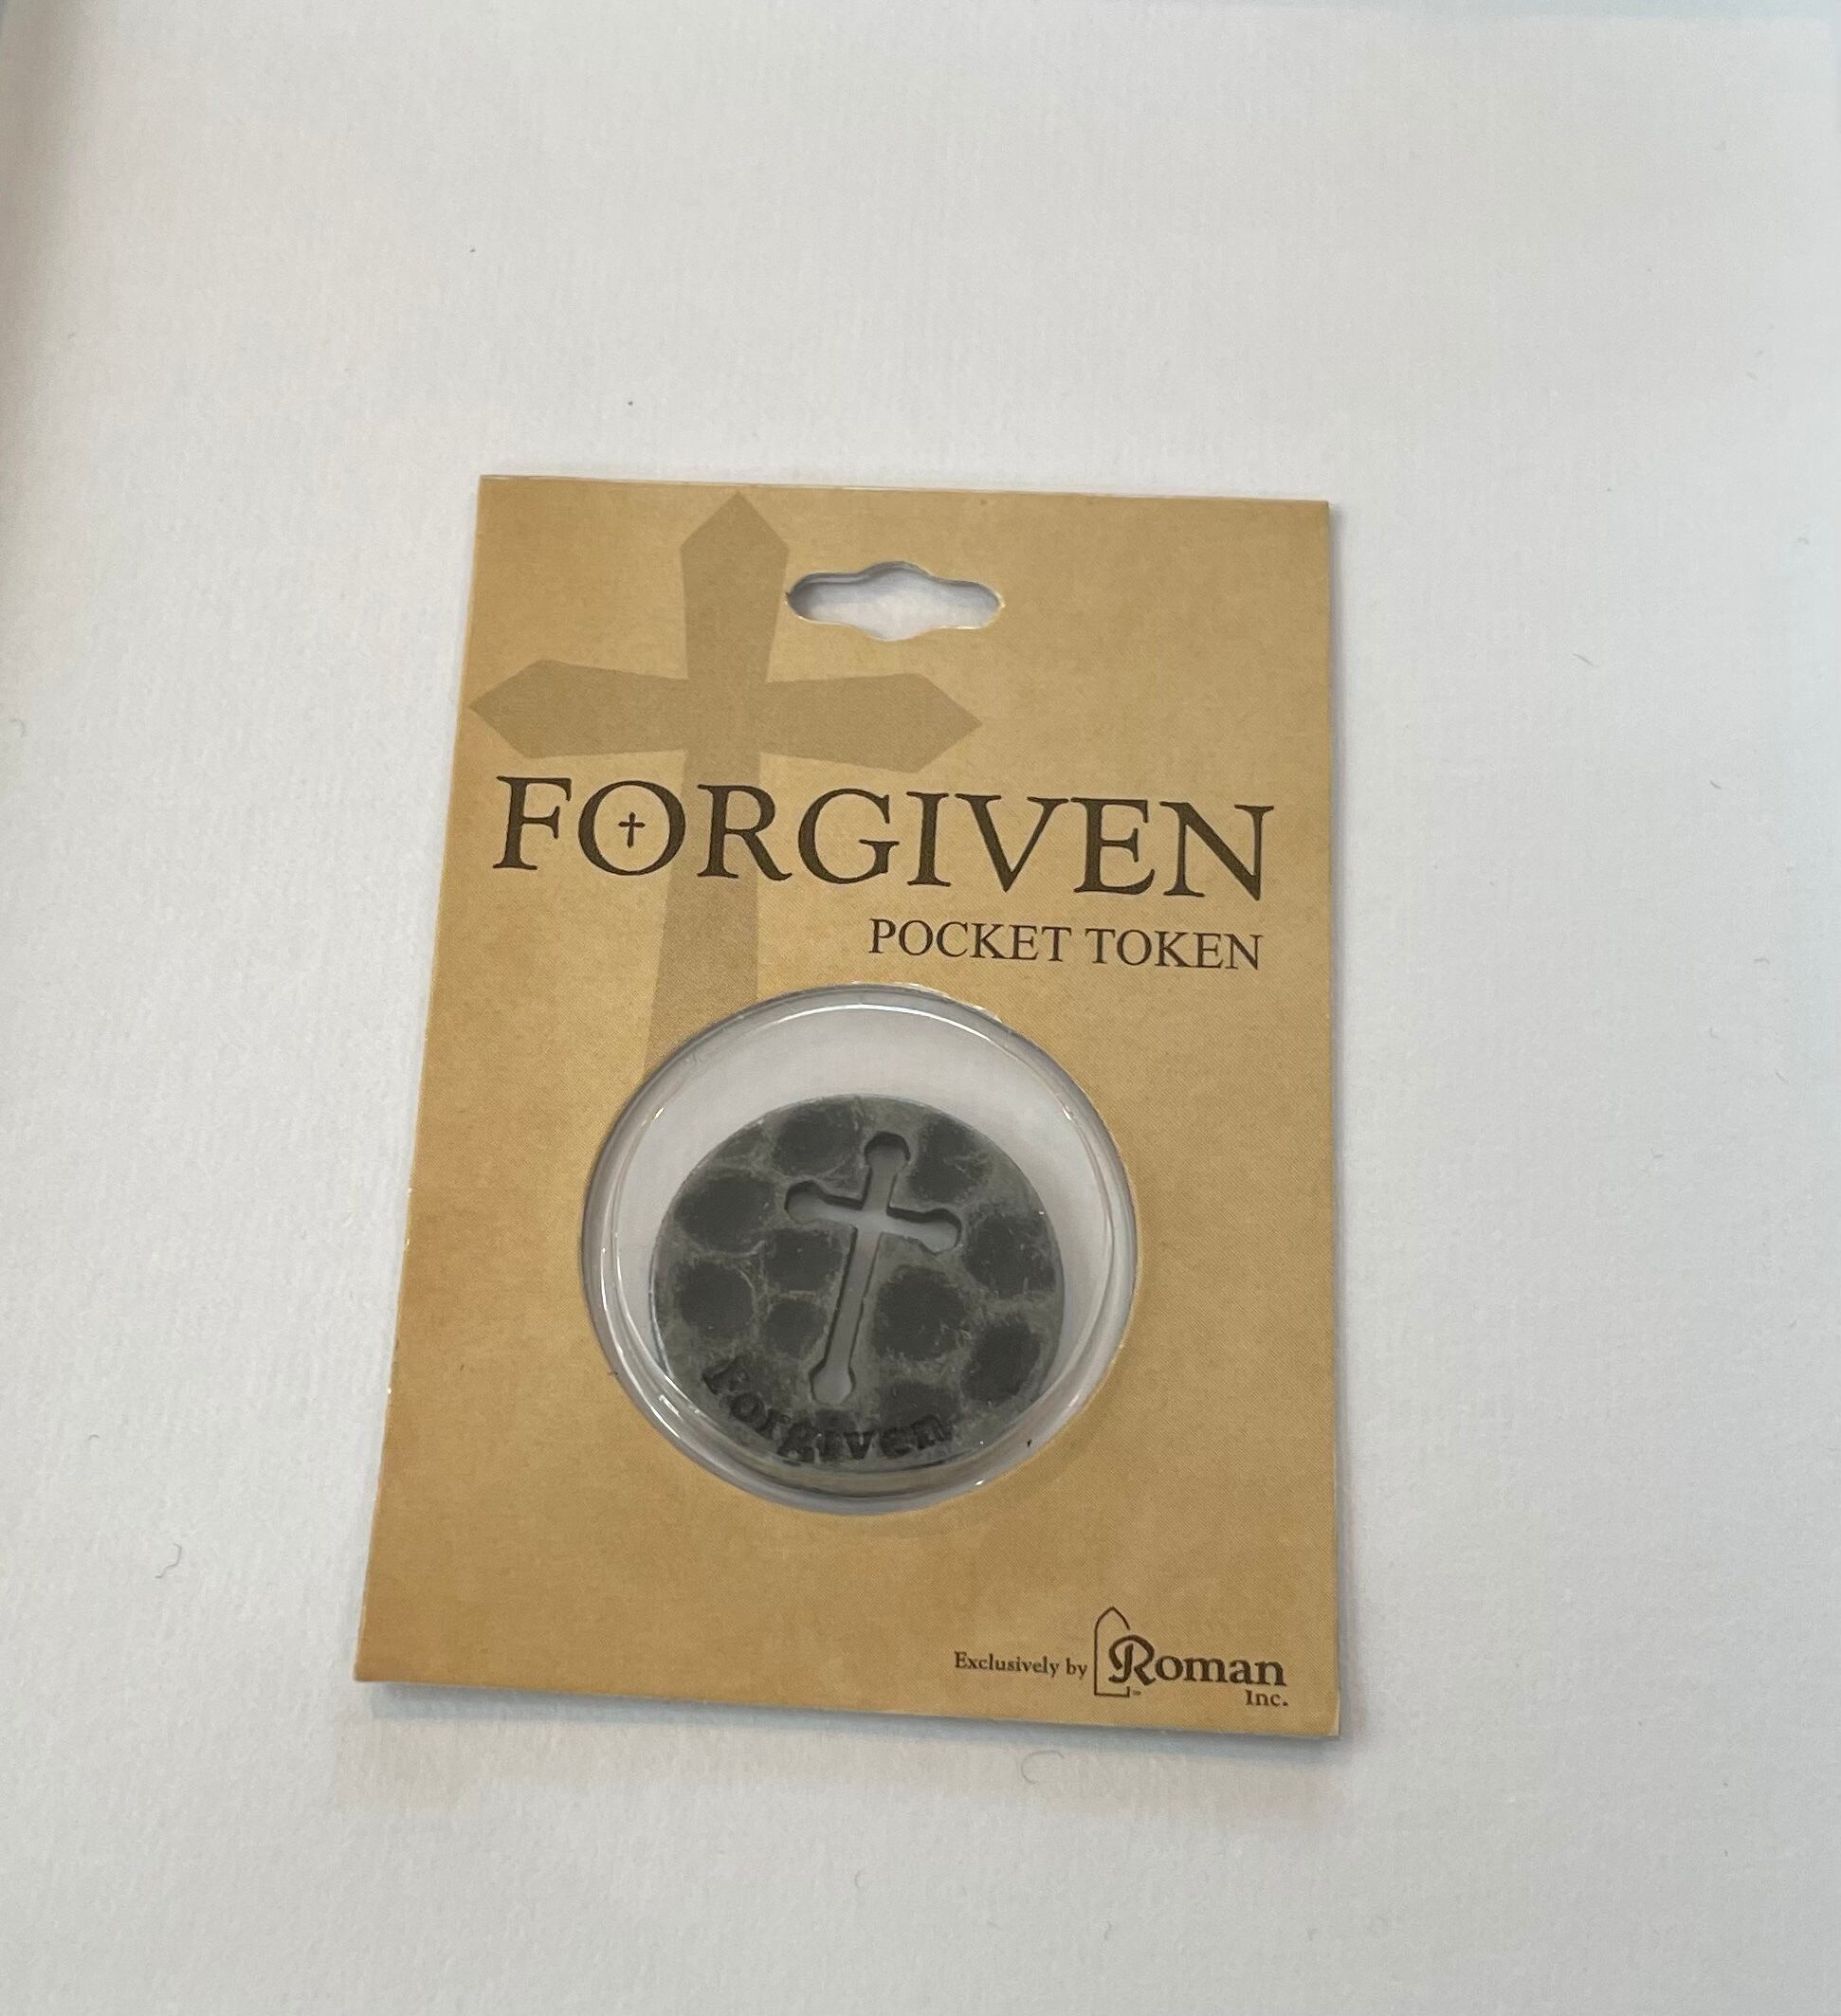 FORGIVEN
POCKET TOKEN
Forgiven
Exclusively by Roman
Inc.